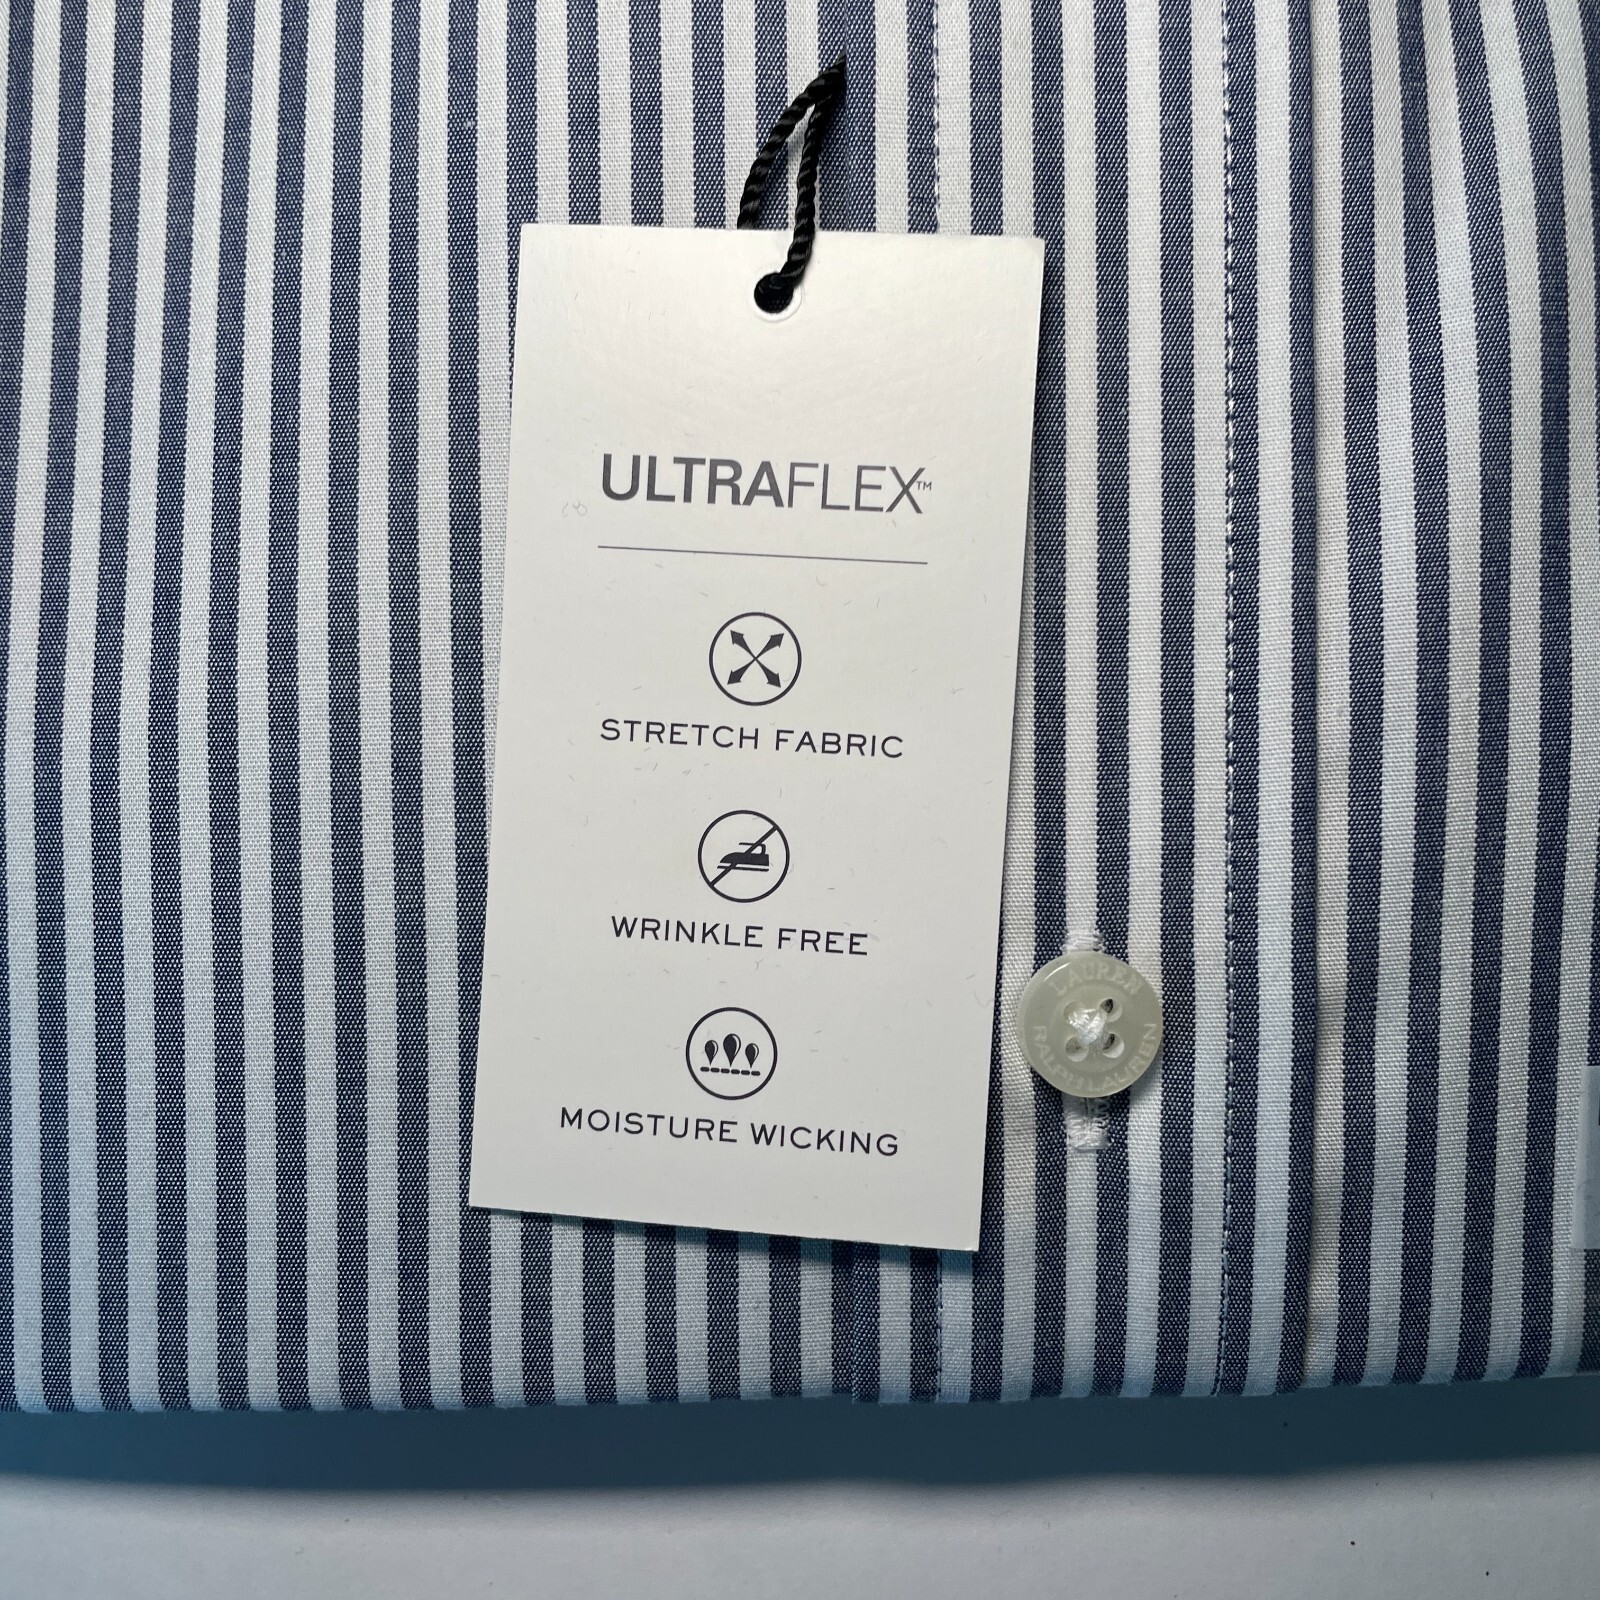 ULTRAFLEX™
STRETCH FABRIC
WRINKLE FREE
MOISTURE WICKING
LAUREN
RALPH LAUREN